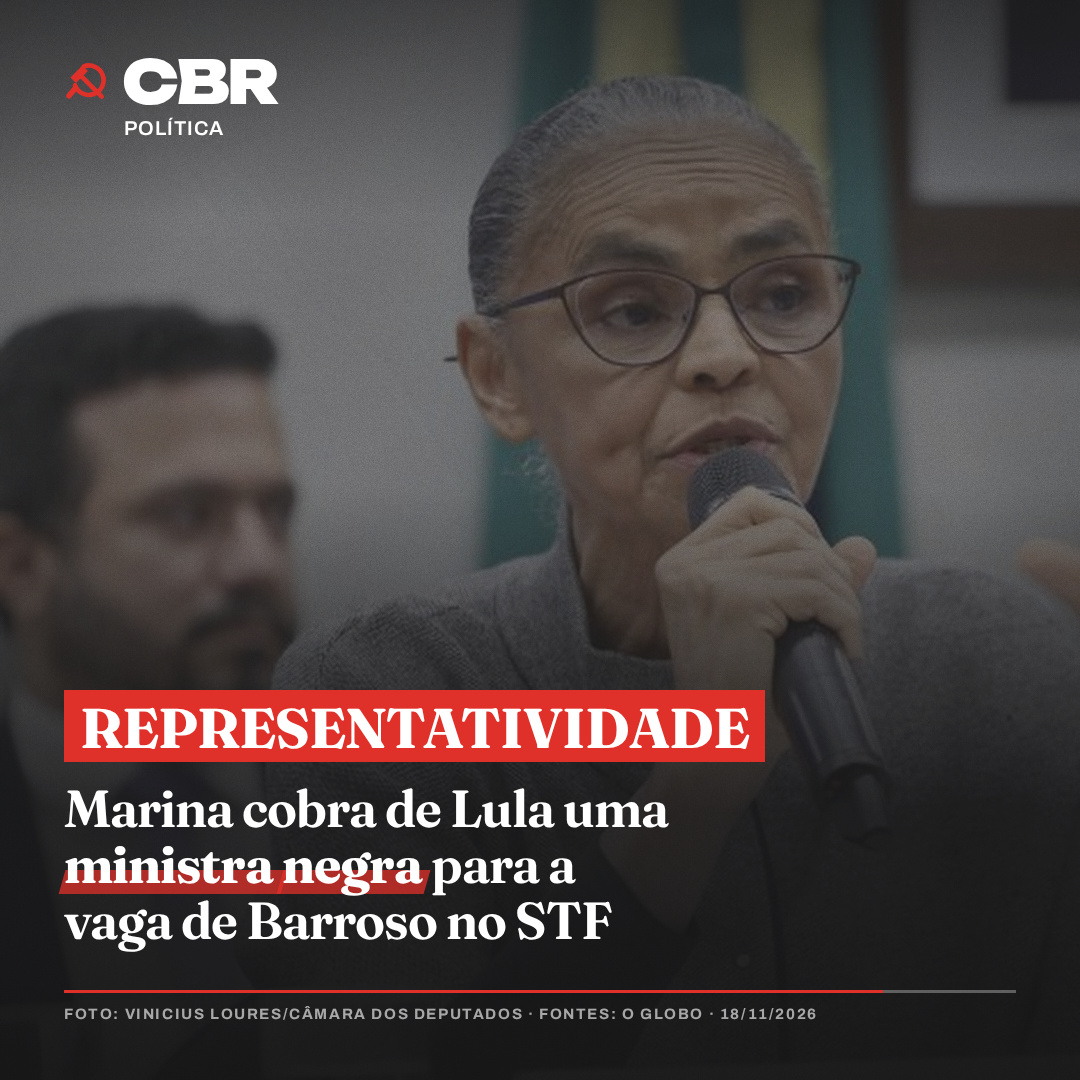 CBR
POLÍTICA
REPRESENTATIVIDADE
Marina cobra de Lula uma
ministra negra para a
vaga de Barroso no STF
FOTO: VINICIUS LOURES/CÂMARA DOS DEPUTADOS · FONTES: O GLOBO · 18/11/2026